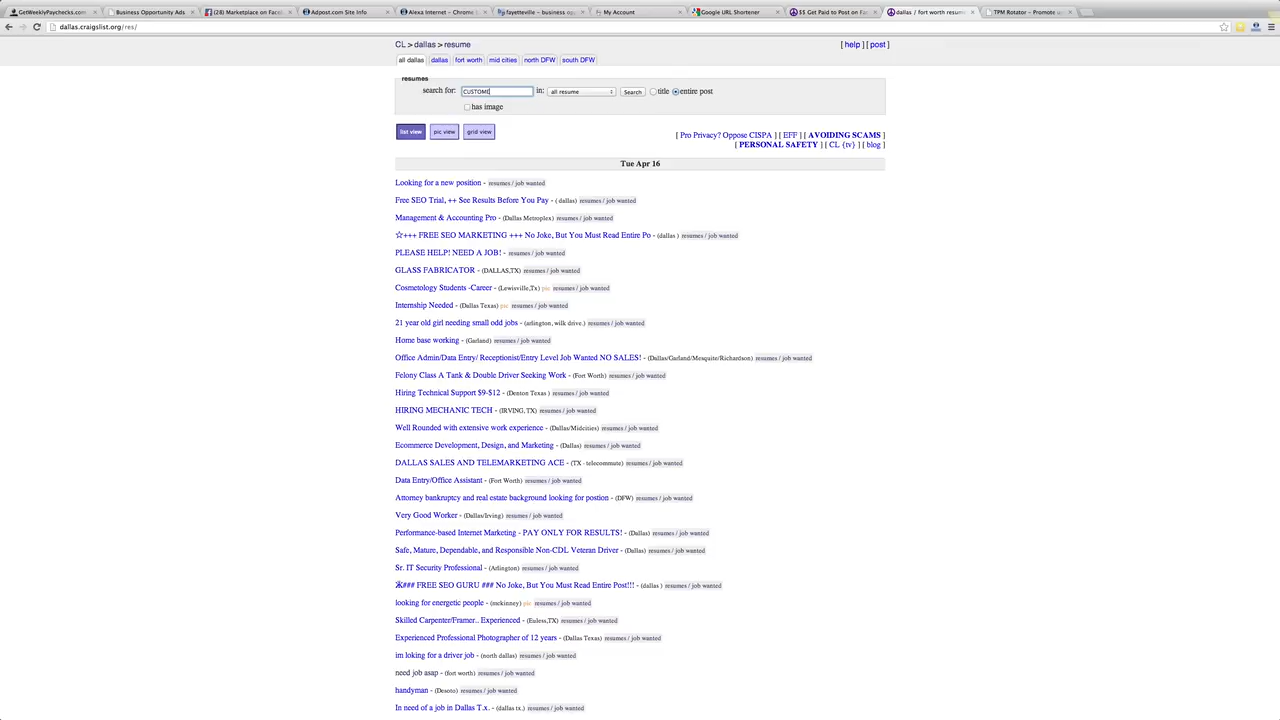 GetWeeklyPaychecks.com
Business Opportunity Ads
(28) Marketplace on Face
Adpost.com Site Info
Alexa Internet - Chrome
fayetteville - business op
My Account
Google URL Shortener
$$ Get Paid to Post on F
dallas / fort worth resume
TPM Rotator - Promote u
dallas.craigslist.org/res/
CL > dallas > resume [ help ] [ post ]
all dallas dallas fort worth mid cities north DFW south DFW
resumes
search for: CUSTOME in: all resume Search title entire post
has image
list view pic view grid view
[ Pro Privacy? Oppose CISPA ] [ EFF ] [ AVOIDING SCAMS ]
[ PERSONAL SAFETY ] [ CL {tv} ] [ blog ]
Tue Apr 16
Looking for a new position - resumes / job wanted
Free SEO Trial, ++ See Results Before You Pay - ( dallas) resumes / job wanted
Management & Accounting Pro - (Dallas Metroplex) resumes / job wanted
☆+++ FREE SEO MARKETING +++ No Joke, But You Must Read Entire Po - (dallas ) resumes / job wanted
PLEASE HELP! NEED A JOB! - resumes / job wanted
GLASS FABRICATOR - (DALLAS,TX) resumes / job wanted
Cosmetology Students -Career - (Lewisville,Tx) pic resumes / job wanted
Internship Needed - (Dallas Texas) pic resumes / job wanted
21 year old girl needing small odd jobs - (arlington, wilk drive.) resumes / job wanted
Home base working - (Garland) resumes / job wanted
Office Admin/Data Entry/ Receptionist/Entry Level Job Wanted NO SALES! - (Dallas/Garland/Mesquite/Richardson) resumes / job wanted
Felony Class A Tank & Double Driver Seeking Work - (Fort Worth) resumes / job wanted
Hiring Technical Support $9-$12 - (Denton Texas ) resumes / job wanted
HIRING MECHANIC TECH - (IRVING, TX) resumes / job wanted
Well Rounded with extensive work experience - (Dallas/Midcities) resumes / job wanted
Ecommerce Development, Design, and Marketing - (Dallas) resumes / job wanted
DALLAS SALES AND TELEMARKETING ACE - (TX - telecommute) resumes / job wanted
Data Entry/Office Assistant - (Fort Worth) resumes / job wanted
Attorney bankruptcy and real estate background looking for postion - (DFW) resumes / job wanted
Very Good Worker - (Dallas/Irving) resumes / job wanted
Performance-based Internet Marketing - PAY ONLY FOR RESULTS! - (Dallas) resumes / job wanted
Safe, Mature, Dependable, and Responsible Non-CDL Veteran Driver - (Dallas) resumes / job wanted
Sr. IT Security Professional - (Arlington) resumes / job wanted
Ж### FREE SEO GURU ### No Joke, But You Must Read Entire Post!!! - (dallas ) resumes / job wanted
looking for energetic people - (mckinney) pic resumes / job wanted
Skilled Carpenter/Framer.. Experienced - (Euless,TX) resumes / job wanted
Experienced Professional Photographer of 12 years - (Dallas Texas) resumes / job wanted
im loking for a driver job - (north dallas) resumes / job wanted
need job asap - (fort worth) resumes / job wanted
handyman - (Desoto) resumes / job wanted
In need of a job in Dallas T.x. - (dallas tx.) resumes / job wanted